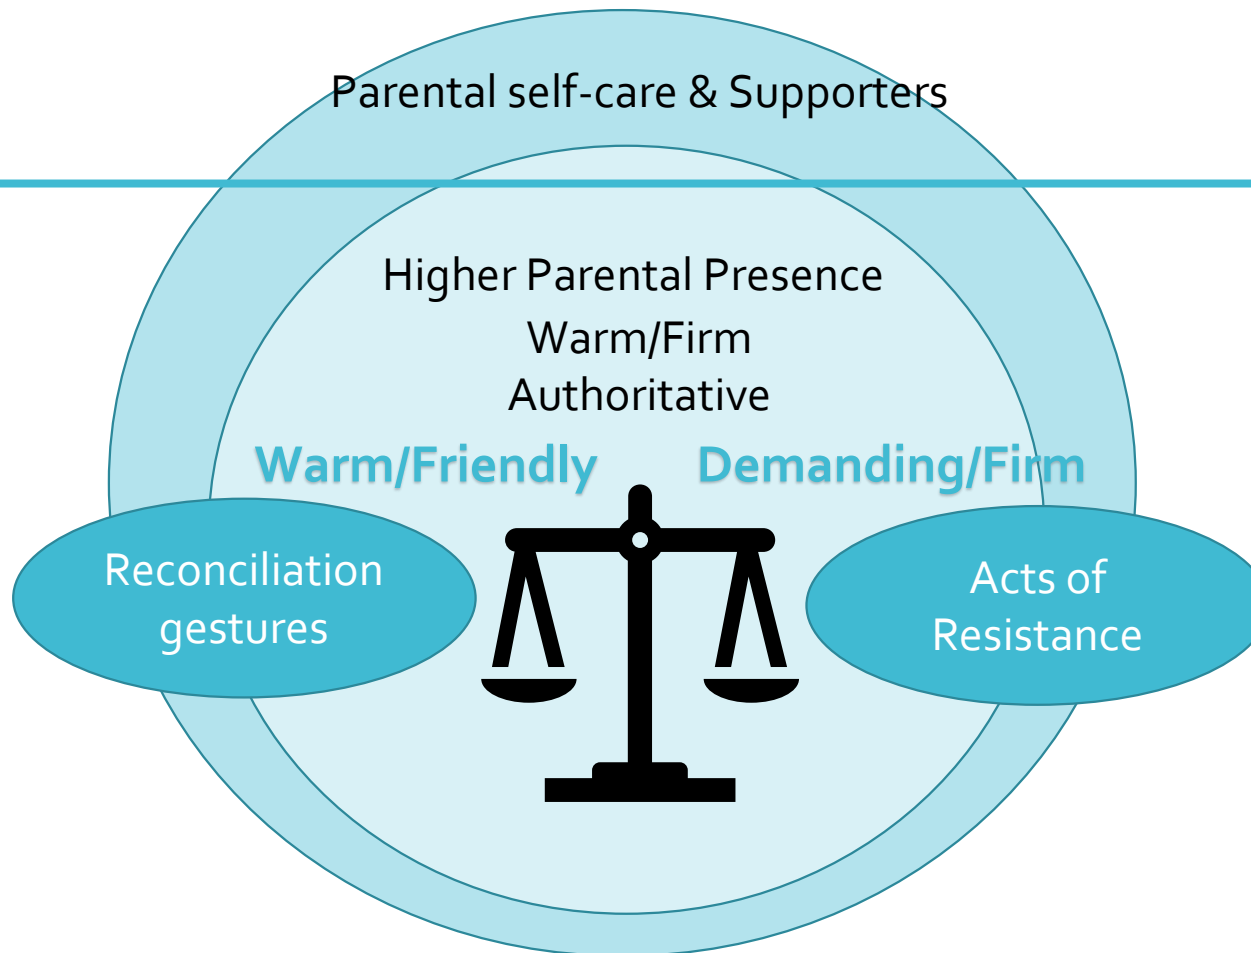 Parental self-care & Supporters
Higher Parental Presence
Warm/Firm
Authoritative
Warm/Friendly
Demanding/Firm
Reconciliation
gestures
Acts of
Resistance